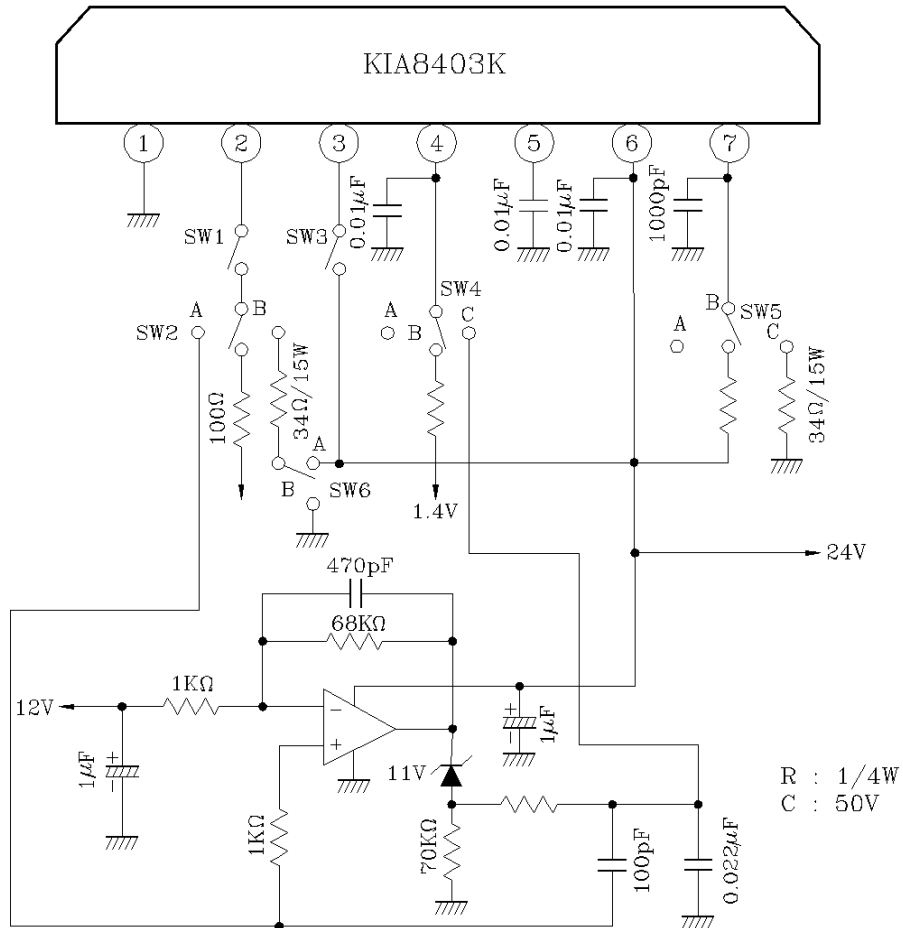 KIA8403K
1 2 3 4 5 6 7
0.01μF
0.01μF
0.01μF
1000pF
SW1
SW3
SW4
SW5
SW2
A
B
A
B
C
B
A
C
100Ω
34Ω/15W
34Ω/15W
A
B
SW6
1.4V
24V
470pF
68KΩ
12V
1KΩ
−
+
+
−
1μF
+
−
1μF
11V
1KΩ
70KΩ
100pF
0.022μF
R : 1/4W
C : 50V